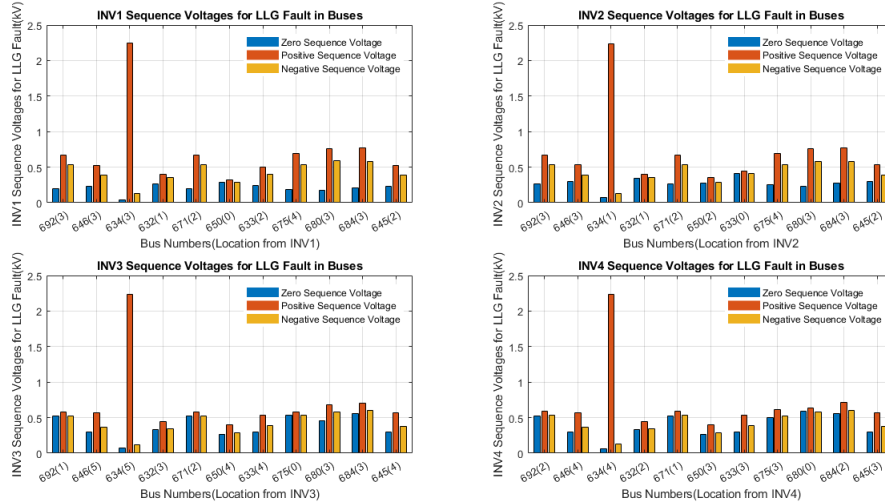 INV1 Sequence Voltages for LLG Fault in Buses
INV1 Sequence Voltages for LLG Fault(kV)
2.5
2
1.5
1
0.5
0
Zero Sequence Voltage
Positive Sequence Voltage
Negative Sequence Voltage
692(3) 646(3) 634(3) 632(1) 671(2) 650(0) 633(2) 675(4) 680(3) 684(3) 645(2)
Bus Numbers(Location from INV1)
INV2 Sequence Voltages for LLG Fault in Buses
INV2 Sequence Voltages for LLG Fault(kV)
2.5
2
1.5
1
0.5
0
Zero Sequence Voltage
Positive Sequence Voltage
Negative Sequence Voltage
692(3) 646(3) 634(1) 632(1) 671(2) 650(2) 633(0) 675(4) 680(3) 684(3) 645(2)
Bus Numbers(Location from INV2
INV3 Sequence Voltages for LLG Fault in Buses
INV3 Sequence Voltages for LLG Fault(kV)
2.5
2
1.5
1
0.5
0
Zero Sequence Voltage
Positive Sequence Voltage
Negative Sequence Voltage
692(1) 646(5) 634(5) 632(3) 671(2) 650(4) 633(4) 675(0) 680(3) 684(3) 645(4)
Bus Numbers(Location from INV3)
INV4 Sequence Voltages for LLG Fault in Buses
INV4 Sequence Voltages for LLG Fault(kV)
2.5
2
1.5
1
0.5
0
Zero Sequence Voltage
Positive Sequence Voltage
Negative Sequence Voltage
692(2) 646(4) 634(4) 632(2) 671(1) 650(3) 633(3) 675(3) 680(0) 684(2) 645(3)
Bus Numbers(Location from INV4)